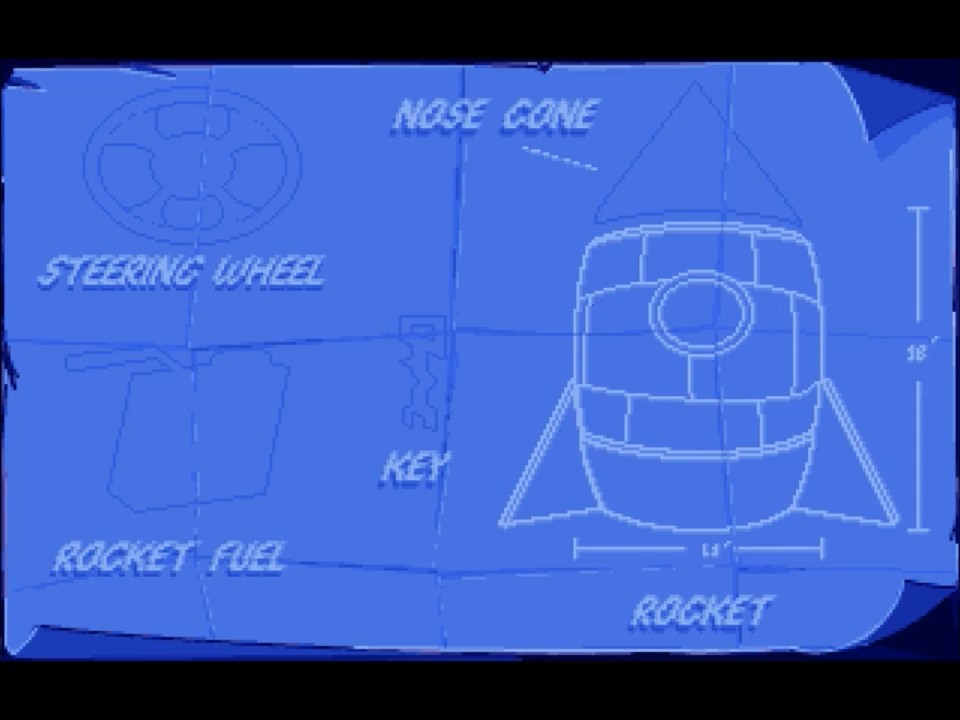 NOSE CONE
STEERING WHEEL
KEY
ROCKET FUEL
ROCKET